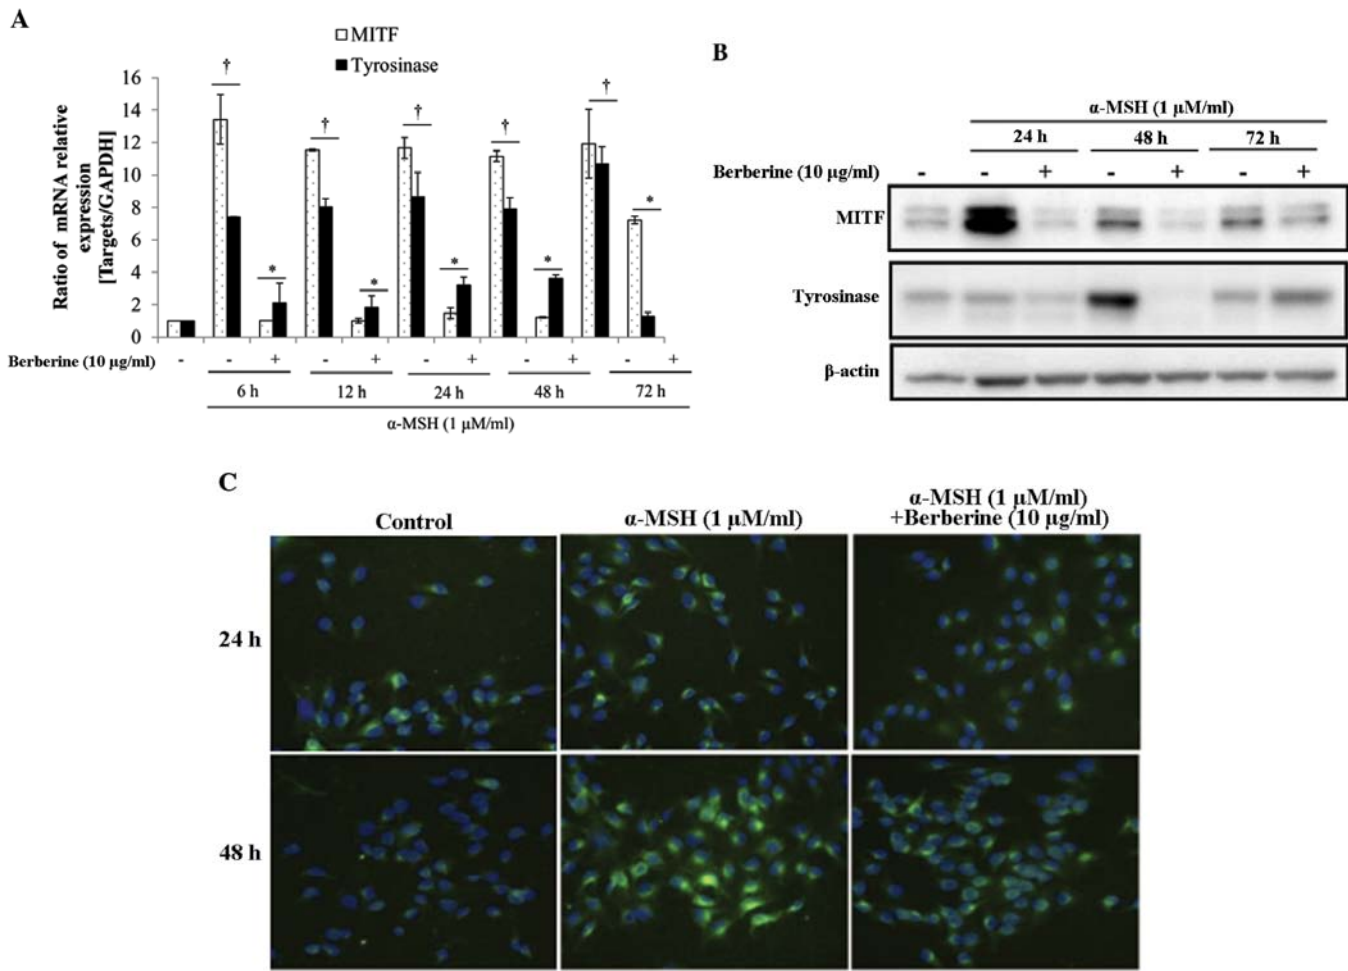 A
MITF
Tyrosinase
Ratio of mRNA relative
expression
[Targets/GAPDH]
16
14
12
10
8
6
4
2
0
† † † † †
* * * * *
Berberine (10 µg/ml) - - + - + - + - + - +
6 h 12 h 24 h 48 h 72 h
α-MSH (1 µM/ml)
B
α-MSH (1 µM/ml)
24 h 48 h 72 h
Berberine (10 µg/ml) - - + - + - +
MITF
Tyrosinase
β-actin
C
Control
α-MSH (1 µM/ml)
α-MSH (1 µM/ml)
+Berberine (10 µg/ml)
24 h
48 h